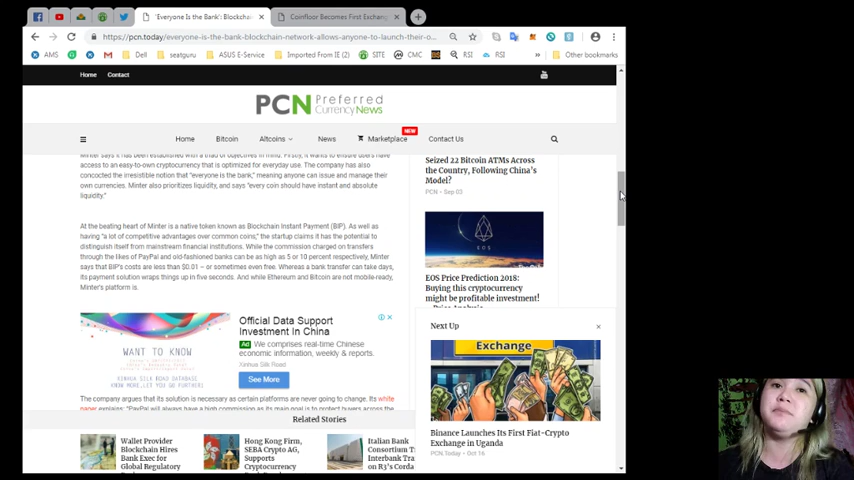 'Everyone Is the Bank': Blockcha
Coinfloor Becomes First Exchang
https://pcn.today/everyone-is-the-bank-blockchain-network-allows-anyone-to-launch-their-o...
AMS
Dell
seatguru
ASUS E-Service
Imported From IE (2)
SITE
CMC
RSI
RSI
»
Other bookmarks
Home
Contact
PCN Preferred
Currency News
NEW
Home
Bitcoin
Altcoins
News
Marketplace
Contact Us
Minter says it has been established with a triad of objectives in mind. Firstly, it wants to ensure users have
access to an easy-to-own cryptocurrency that is optimized for everyday use. The company has also
concocted the irresistible notion that "everyone is the bank," meaning anyone can issue and manage their
own currencies. Minter also prioritizes liquidity, and says "every coin should have instant and absolute
liquidity."
At the beating heart of Minter is a native token known as Blockchain Instant Payment (BIP). As well as
having "a lot of competitive advantages over common coins," the startup claims it has the potential to
distinguish itself from mainstream financial institutions. While the commission charged on transfers
through the likes of PayPal and old-fashioned banks can be as high as 5 or 10 percent respectively, Minter
says that BIP's costs are less than $0.01 – or sometimes even free. Whereas a bank transfer can take days,
its payment solution wraps things up in five seconds. And while Ethereum and Bitcoin are not mobile-ready,
Minter's platform is.
WANT TO KNOW
XINHUA SILK ROAD DATABASE
KNOW MORE,LET YOU GO FURTHER!
Official Data Support
Investment In China
Ad We comprises real-time Chinese
economic information, weekly & reports.
Xinhua Silk Road
See More
The company argues that its solution is necessary as certain platforms are never going to change. Its white
paper explains: "PayPal will always have a high commission as its main goal is to protect buyers across the
Seized 22 Bitcoin ATMs Across
the Country, Following China's
Model?
PCN - Sep 03
EOS
EOS Price Prediction 2018:
Buying this cryptocurrency
might be profitable investment!
Next Up
×
Exchange
Binance Launches Its First Fiat-Crypto
Exchange in Uganda
PCN.Today - Oct 16
Related Stories
Wallet Provider
Blockchain Hires
Bank Exec for
Global Regulatory
Hong Kong Firm,
SEBA Crypto AG,
Supports
Cryptocurrency
Italian Bank
Consortium T
Interbank Tra
on R3's Corda